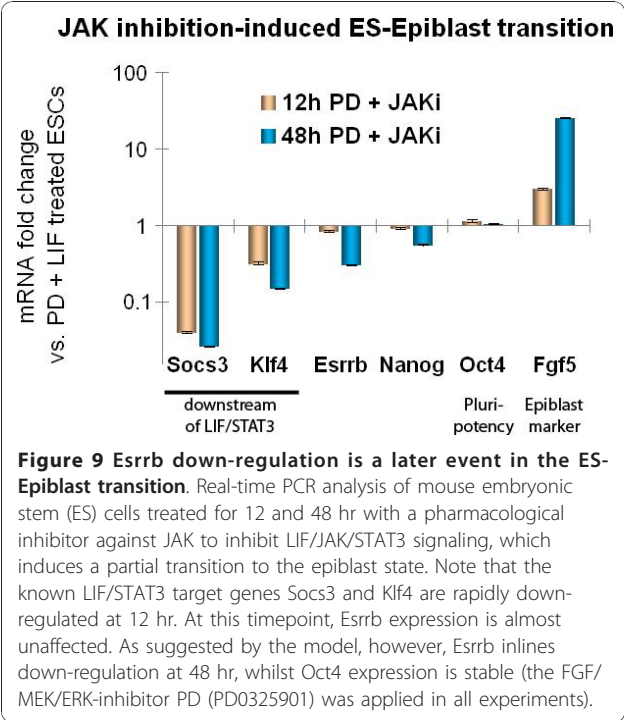 JAK inhibition-induced ES-Epiblast transition
mRNA fold change
vs. PD + LIF treated ESCs
100
10
1
0.1
12h PD + JAKi
48h PD + JAKi
Socs3 Klf4 Esrrb Nanog Oct4 Fgf5
downstream
of LIF/STAT3
Pluri-
potency
Epiblast
marker
Figure 9 Esrrb down-regulation is a later event in the ES-
Epiblast transition. Real-time PCR analysis of mouse embryonic
stem (ES) cells treated for 12 and 48 hr with a pharmacological
inhibitor against JAK to inhibit LIF/JAK/STAT3 signaling, which
induces a partial transition to the epiblast state. Note that the
known LIF/STAT3 target genes Socs3 and Klf4 are rapidly down-
regulated at 12 hr. At this timepoint, Esrrb expression is almost
unaffected. As suggested by the model, however, Esrrb inlines
down-regulation at 48 hr, whilst Oct4 expression is stable (the FGF/
MEK/ERK-inhibitor PD (PD0325901) was applied in all experiments).